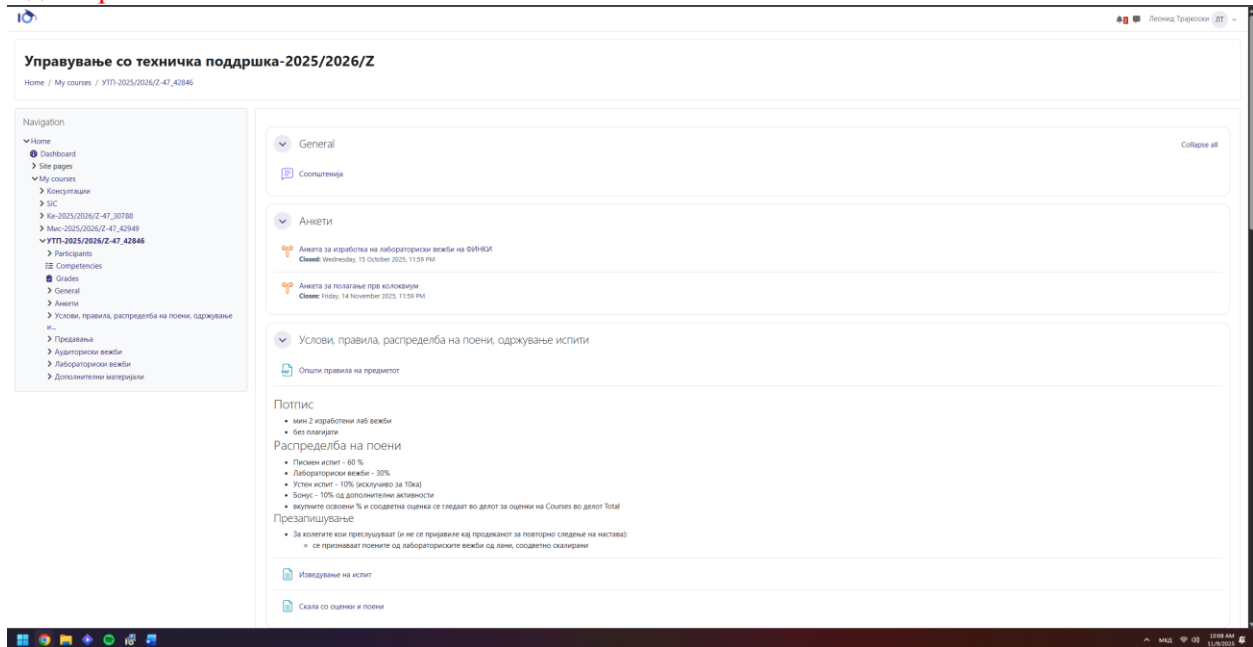 Леонид Трајкоски ЛТ
Управување со техничка поддршка-2025/2026/Z
Home / My courses / УТП-2025/2026/Z-47_42846
Navigation
Home
Dashboard
Site pages
My courses
Консултации
SiC
Ке-2025/2026/Z-47_30788
Мис-2025/2026/Z-47_42949
УТП-2025/2026/Z-47_42846
Participants
Competencies
Grades
General
Анкети
Услови, правила, распределба на поени, одржување
и...
Предавања
Аудиториски вежби
Лабораториски вежби
Дополнителни материјали
General
Collapse all
Соопштенија
Анкети
Анкета за изработка на лабораториски вежби на ФИНКИ
Closed: Wednesday, 15 October 2025, 11:59 PM
Анкета за полагање прв колоквиум
Closes: Friday, 14 November 2025, 11:59 PM
Услови, правила, распределба на поени, одржување испити
Општи правила на предметот
Потпис
мин 2 изработени лаб вежби
без плагијати
Распределба на поени
Писмен испит - 60 %
Лабораториски вежби - 30%
Устен испит - 10% (исклучиво за 10ка)
Бонус - 10% од дополнителни активности
вкупните освоени % и соодветна оценка се гледаат во делот за оценки на Courses во делот Total
Презапишување
За колегите кои преслушуваат (и не се пријавиле кај продеканот за повторно следење на настава):
се признаваат поените од лабораториските вежби од лани, соодветно скалирани
Изведување на испит
Скала со оценки и поени
МКД
10:08 AM
11/9/2025